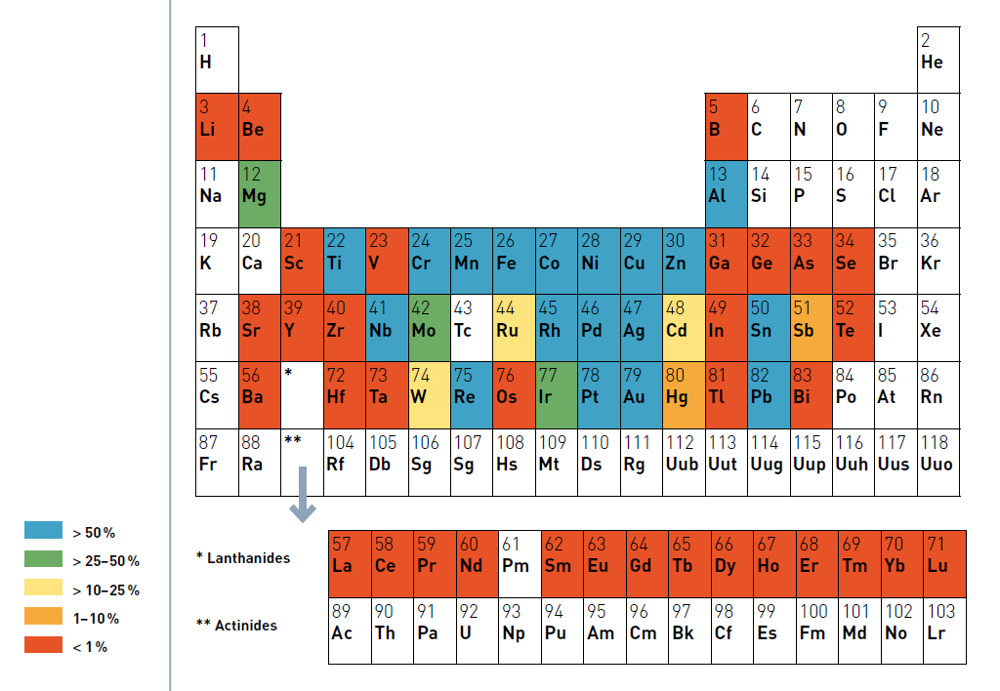 1 2
H He
3 4 5 6 7 8 9 10
Li Be B C N O F Ne
11 12 13 14 15 16 17 18
Na Mg Al Si P S Cl Ar
19 20 21 22 23 24 25 26 27 28 29 30 31 32 33 34 35 36
K Ca Sc Ti V Cr Mn Fe Co Ni Cu Zn Ga Ge As Se Br Kr
37 38 39 40 41 42 43 44 45 46 47 48 49 50 51 52 53 54
Rb Sr Y Zr Nb Mo Tc Ru Rh Pd Ag Cd In Sn Sb Te I Xe
55 56 * 72 73 74 75 76 77 78 79 80 81 82 83 84 85 86
Cs Ba Hf Ta W Re Os Ir Pt Au Hg Tl Pb Bi Po At Rn
87 88 ** 104 105 106 107 108 109 110 111 112 113 114 115 116 117 118
Fr Ra Rf Db Sg Sg Hs Mt Ds Rg Uub Uut Uug Uup Uuh Uus Uuo
> 50 %
> 25–50 %
> 10–25 %
1–10 %
< 1 %
* Lanthanides
57 58 59 60 61 62 63 64 65 66 67 68 69 70 71
La Ce Pr Nd Pm Sm Eu Gd Tb Dy Ho Er Tm Yb Lu
** Actinides
89 90 91 92 93 94 95 96 97 98 99 100 101 102 103
Ac Th Pa U Np Pu Am Cm Bk Cf Es Fm Md No Lr